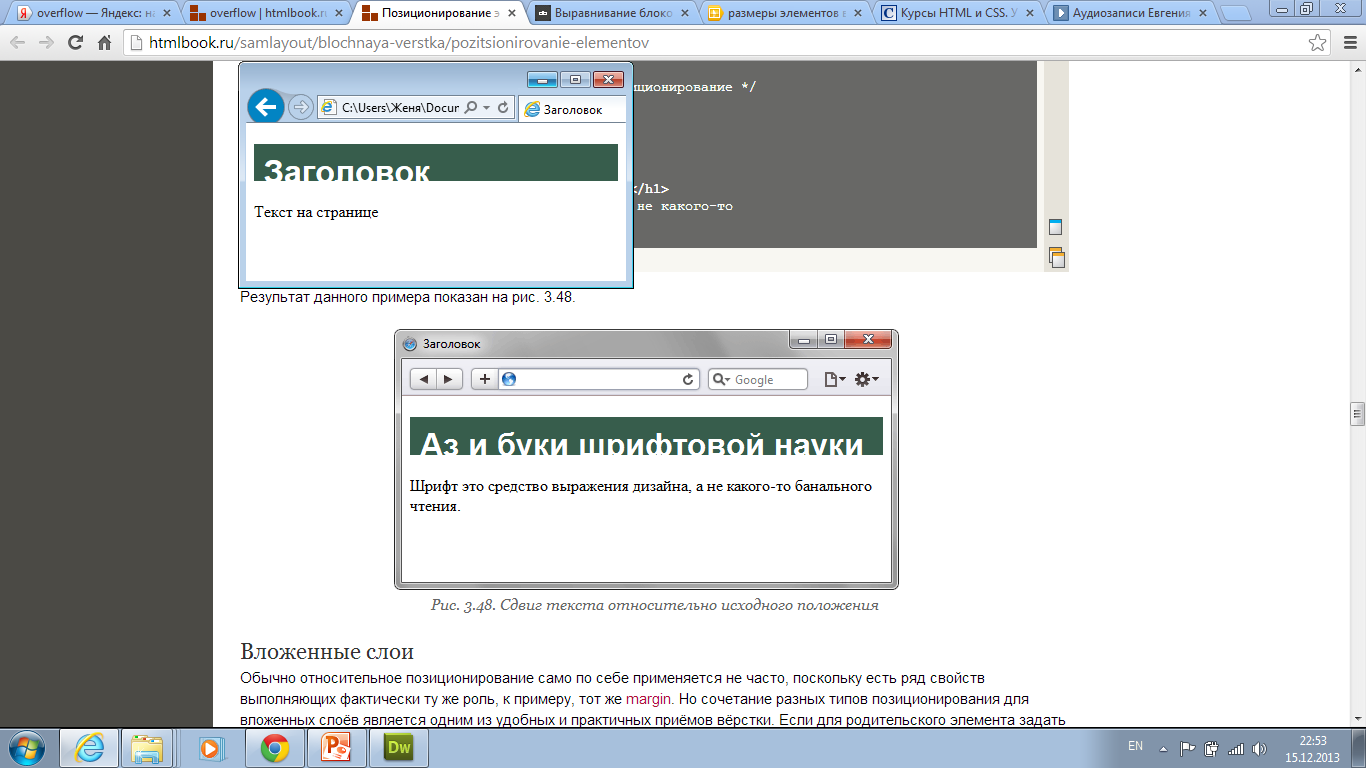 overflow — Яндекс: на
overflow | htmlbook.r
Позиционирование э
Выравнивание блоко
размеры элементов в
Курсы HTML и CSS. У
Аудиозаписи Евгения
htmlbook.ru/samlayout/blochnaya-verstka/pozitsionirovanie-elementov
C:\Users\Женя\Docur
Заголовок
ционирование */
Заголовок
</h1>
не какого-то
Текст на странице
Результат данного примера показан на рис. 3.48.
Заголовок
Google
Аз и буки шрифтовой науки
Шрифт это средство выражения дизайна, а не какого-то банального
чтения.
Рис. 3.48. Сдвиг текста относительно исходного положения
Вложенные слои
Обычно относительное позиционирование само по себе применяется не часто, поскольку есть ряд свойств
выполняющих фактически ту же роль, к примеру, тот же margin. Но сочетание разных типов позиционирования для
вложенных слоёв является одним из удобных и практичных приёмов вёрстки. Если для родительского элемента задать
Dw
EN
22:53
15.12.2013